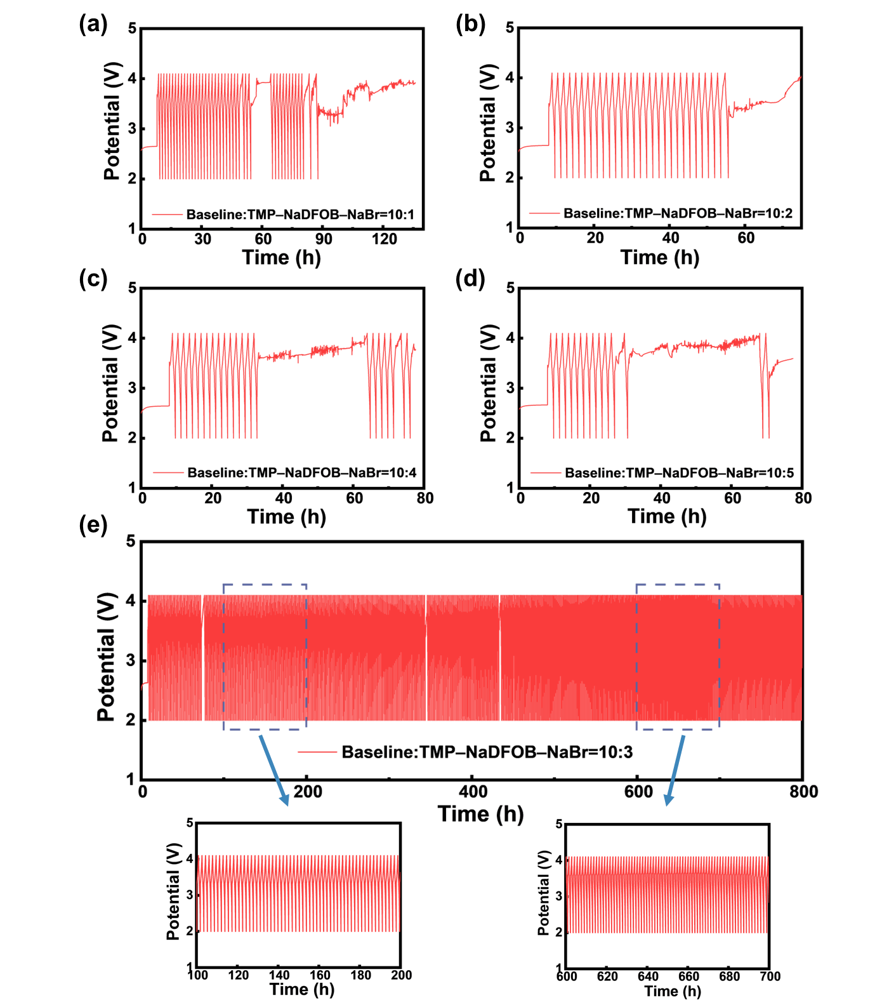 (a)
5
4
3
2
1
Potential (V)
Baseline:TMP–NaDFOB–NaBr=10:1
0 30 60 90 120
Time (h)
(b)
5
4
3
2
1
Potential (V)
Baseline:TMP–NaDFOB–NaBr=10:2
0 20 40 60
Time (h)
(c)
5
4
3
2
1
Potential (V)
Baseline:TMP–NaDFOB–NaBr=10:4
0 20 40 60 80
Time (h)
(d)
5
4
3
2
1
Potential (V)
Baseline:TMP–NaDFOB–NaBr=10:5
0 20 40 60 80
Time (h)
(e)
5
4
3
2
1
Potential (V)
Baseline:TMP–NaDFOB–NaBr=10:3
0 200 400 600 800
Time (h)
5
4
3
2
1
Potential (V)
100 120 140 160 180 200
Time (h)
5
4
3
2
1
Potential (V)
600 620 640 660 680 700
Time (h)